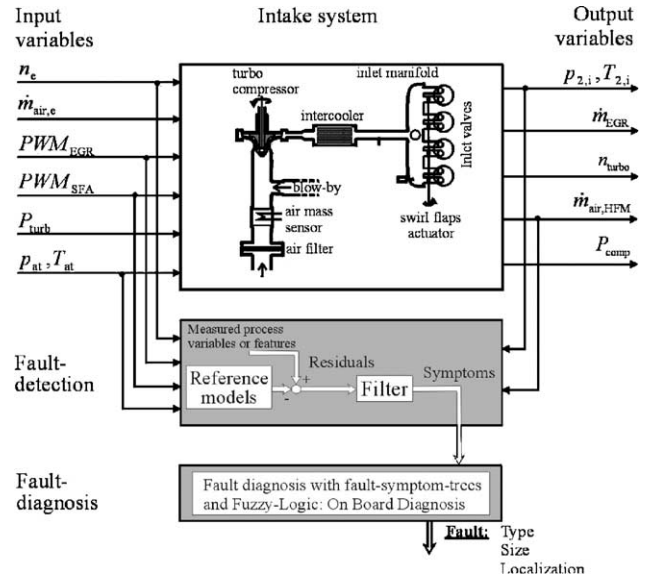 Input
variables
Intake system
Output
variables
n_e
ṁ_air,e
PWM_EGR
PWM_SFA
P_turb
p_at , T_at
turbo
compressor
inlet manifold
intercooler
Inlet valves
blow-by
air mass
sensor
air filter
swirl flaps
actuator
p_2,i , T_2,i
ṁ_EGR
n_turbo
ṁ_air,HFM
P_comp
Fault-
detection
Measured process
variables or features
Residuals
Symptoms
Reference
models
+
-
Filter
Fault-
diagnosis
Fault diagnosis with fault-symptom-trees
and Fuzzy-Logic: On Board Diagnosis
Fault: Type
Size
Localization